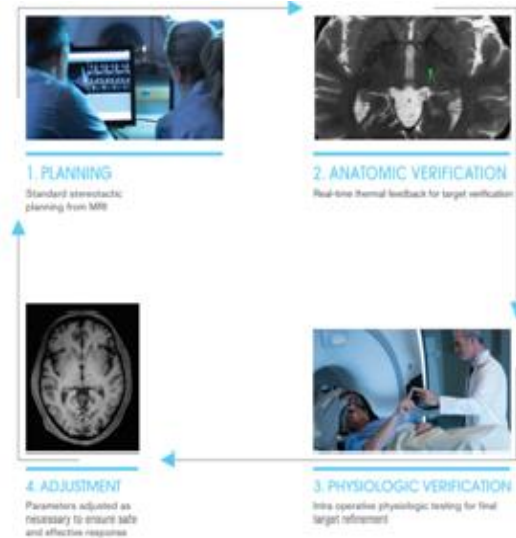 1. PLANNING
Standard stereotactic
planning from MRI
2. ANATOMIC VERIFICATION
Real-time thermal feedback for target verification
4. ADJUSTMENT
Parameters adjusted as
necessary to ensure safe
and effective response
3. PHYSIOLOGIC VERIFICATION
Intra operative physiologic testing for final
target refinement